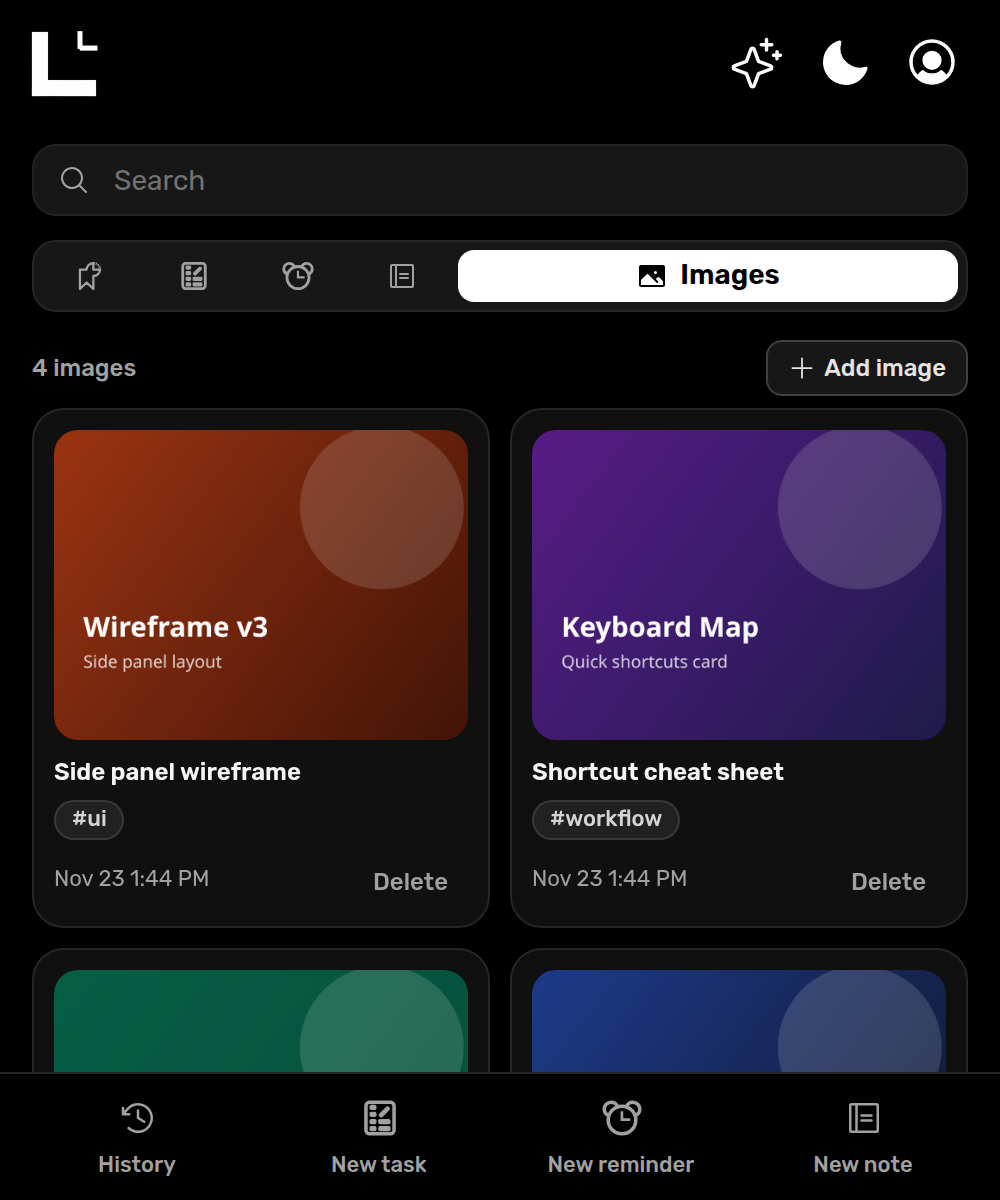 Search
Images
4 images
Add image
Wireframe v3
Side panel layout
Keyboard Map
Quick shortcuts card
Side panel wireframe
Shortcut cheat sheet
#ui
#workflow
Nov 23 1:44 PM
Delete
Nov 23 1:44 PM
Delete
History
New task
New reminder
New note